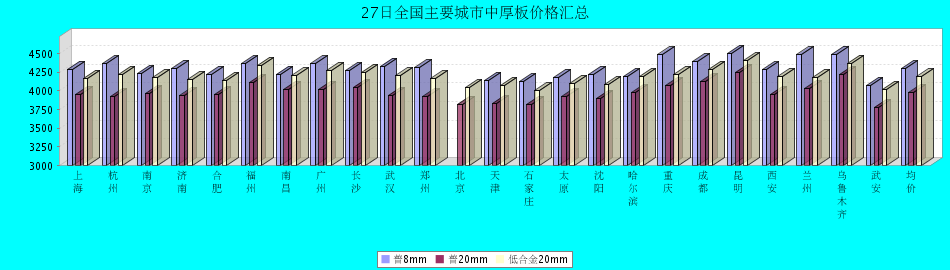 27日全国主要城市中厚板价格汇总
4500
4250
4000
3750
3500
3250
3000
上海
杭州
南京
济南
合肥
福州
南昌
广州
长沙
武汉
郑州
北京
天津
石家庄
太原
沈阳
哈尔滨
重庆
成都
昆明
西安
兰州
乌鲁木齐
武安
均价
普8mm
普20mm
低合金20mm